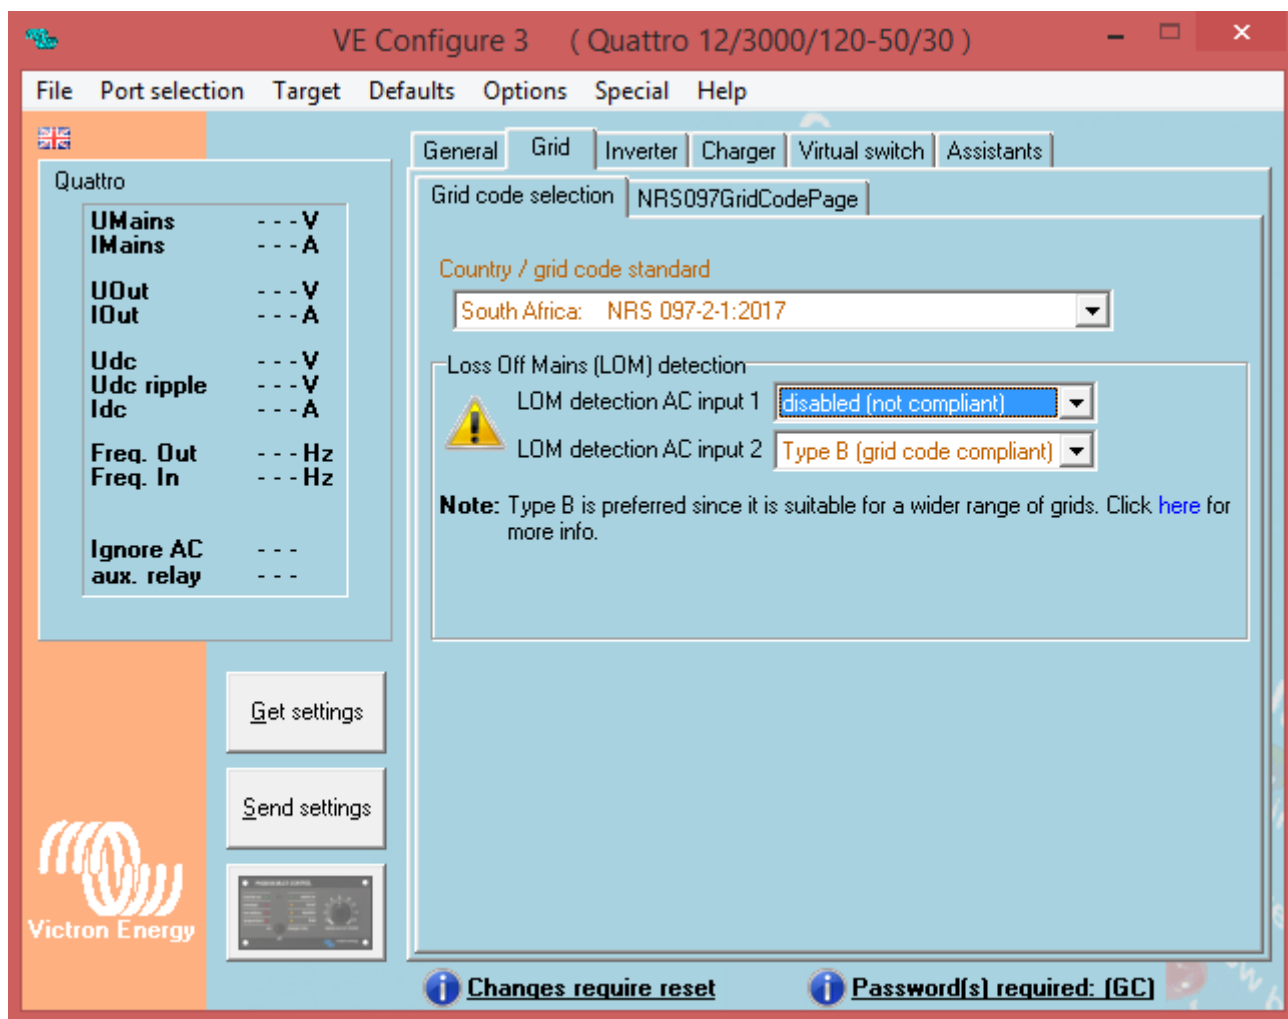 VE Configure 3 ( Quattro 12/3000/120-50/30 )
File Port selection Target Defaults Options Special Help
General Grid Inverter Charger Virtual switch Assistants
Grid code selection NRS097GridCodePage
Quattro
UMains - - - V
IMains - - - A
UOut - - - V
IOut - - - A
Udc - - - V
Udc ripple - - - V
Idc - - - A
Freq. Out - - - Hz
Freq. In - - - Hz
Ignore AC - - -
aux. relay - - -
Country / grid code standard
South Africa: NRS 097-2-1:2017
Loss Off Mains (LOM) detection
LOM detection AC input 1 disabled (not compliant)
LOM detection AC input 2 Type B (grid code compliant)
Note: Type B is preferred since it is suitable for a wider range of grids. Click here for
more info.
Get settings
Send settings
Victron Energy
Changes require reset Password(s) required: (GC)